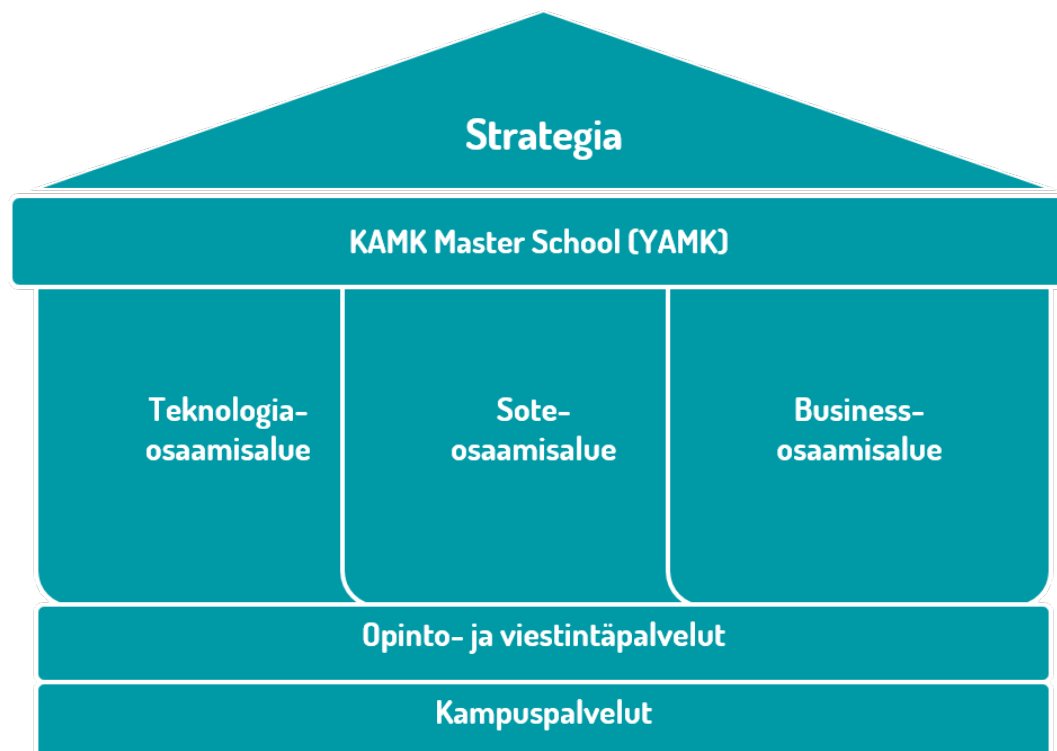 Strategia
KAMK Master School (YAMK)
Teknologia-
osaamisalue
Sote-
osaamisalue
Business-
osaamisalue
Opinto- ja viestintäpalvelut
Kampuspalvelut